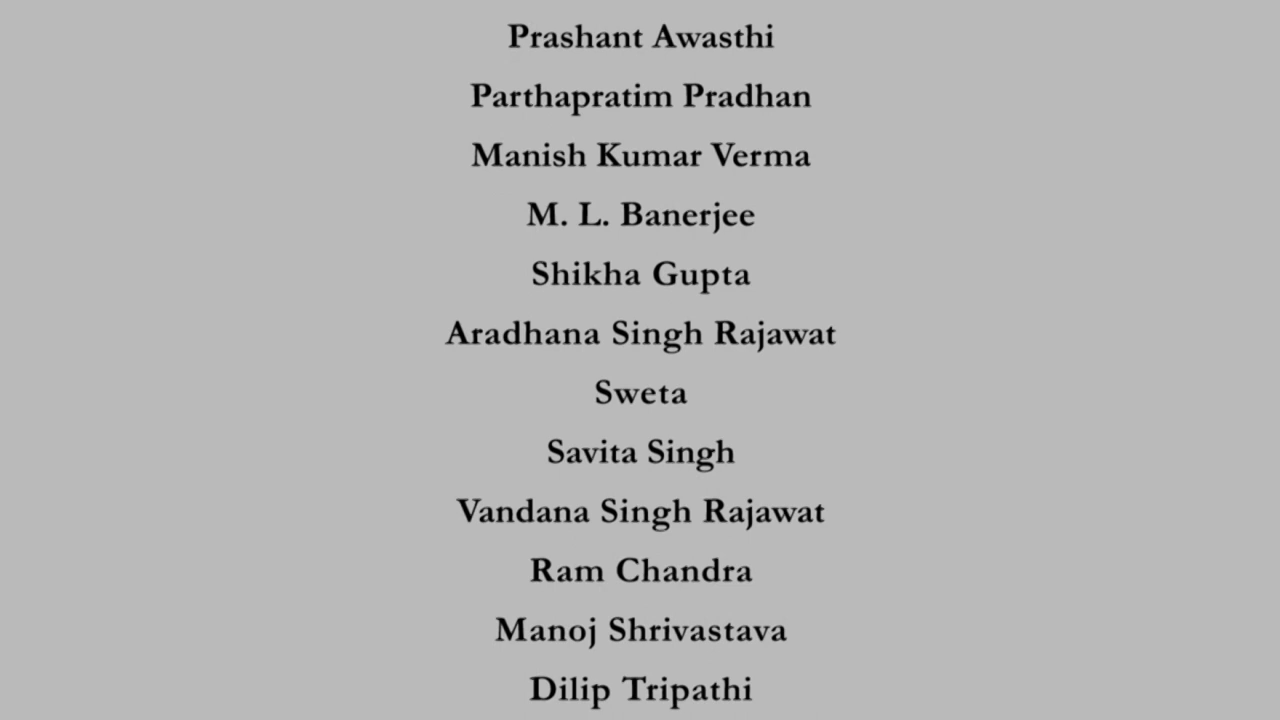 Prashant Awasthi
Parthapratim Pradhan
Manish Kumar Verma
M. L. Banerjee
Shikha Gupta
Aradhana Singh Rajawat
Sweta
Savita Singh
Vandana Singh Rajawat
Ram Chandra
Manoj Shrivastava
Dilip Tripathi